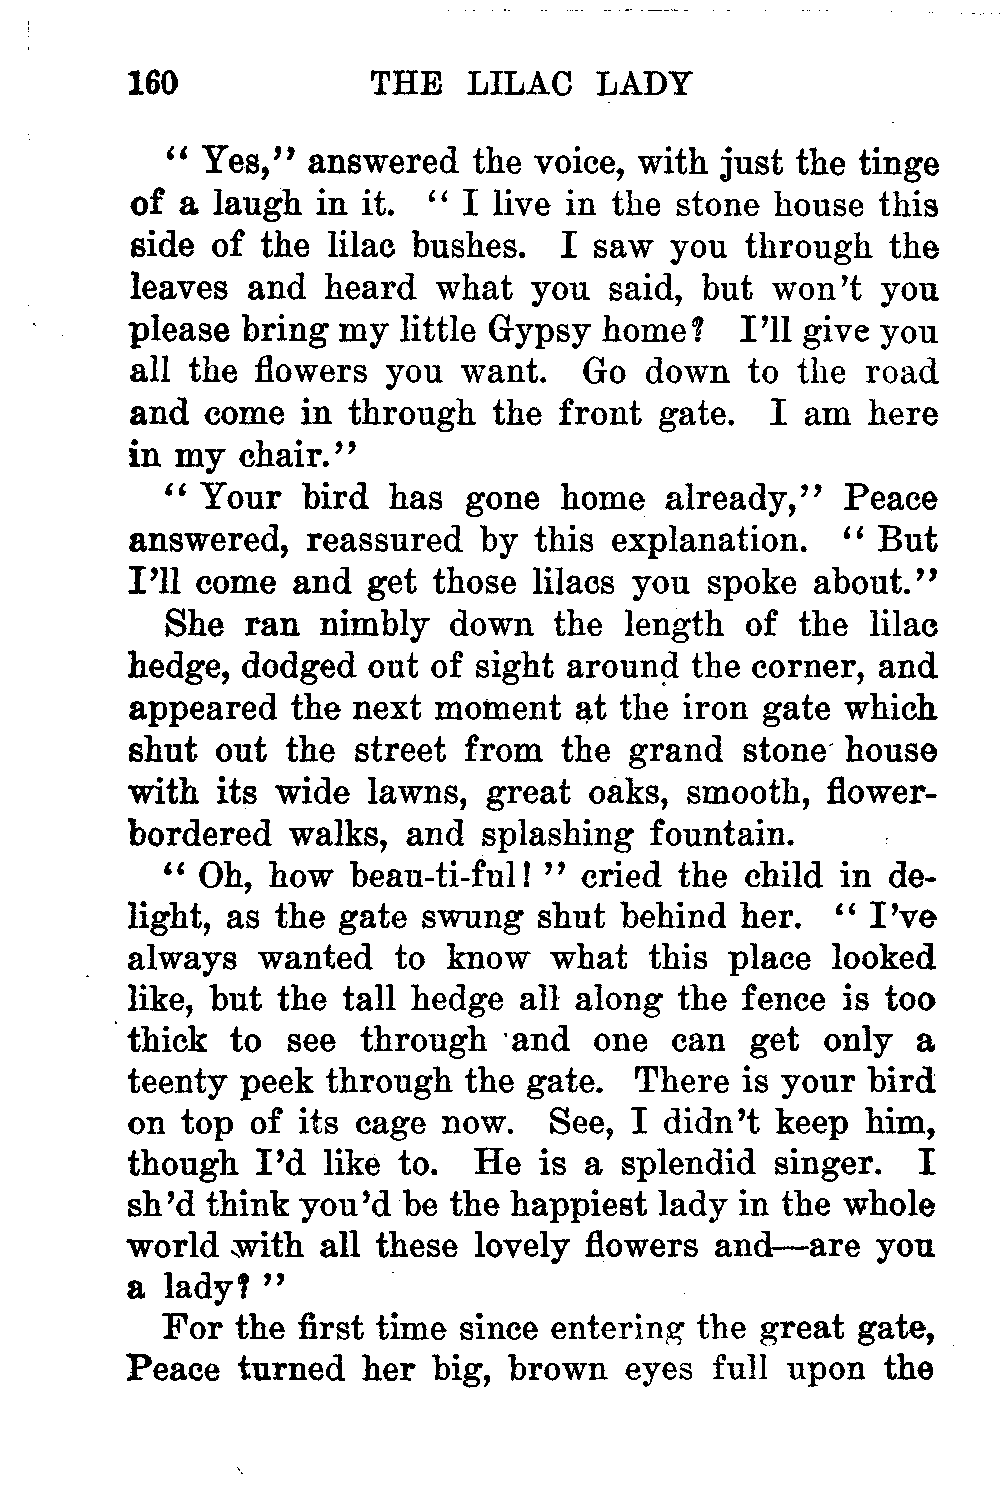 160 THE LILAC LADY
“ Yes,” answered the voice, with just the tinge
of a laugh in it. “ I live in the stone house this
side of the lilac bushes. I saw you through the
leaves and heard what you said, but won’t you
please bring my little Gypsy home? I’ll give you
all the flowers you want. Go down to the road
and come in through the front gate. I am here
in my chair.”
“ Your bird has gone home already,” Peace
answered, reassured by this explanation. “ But
I’ll come and get those lilacs you spoke about.”
She ran nimbly down the length of the lilac
hedge, dodged out of sight around the corner, and
appeared the next moment at the iron gate which
shut out the street from the grand stone house
with its wide lawns, great oaks, smooth, flower-
bordered walks, and splashing fountain.
“ Oh, how beau-ti-ful! ” cried the child in de-
light, as the gate swung shut behind her. “ I’ve
always wanted to know what this place looked
like, but the tall hedge all along the fence is too
thick to see through and one can get only a
teenty peek through the gate. There is your bird
on top of its cage now. See, I didn’t keep him,
though I’d like to. He is a splendid singer. I
sh’d think you’d be the happiest lady in the whole
world with all these lovely flowers and—are you
a lady? ”
For the first time since entering the great gate,
Peace turned her big, brown eyes full upon the